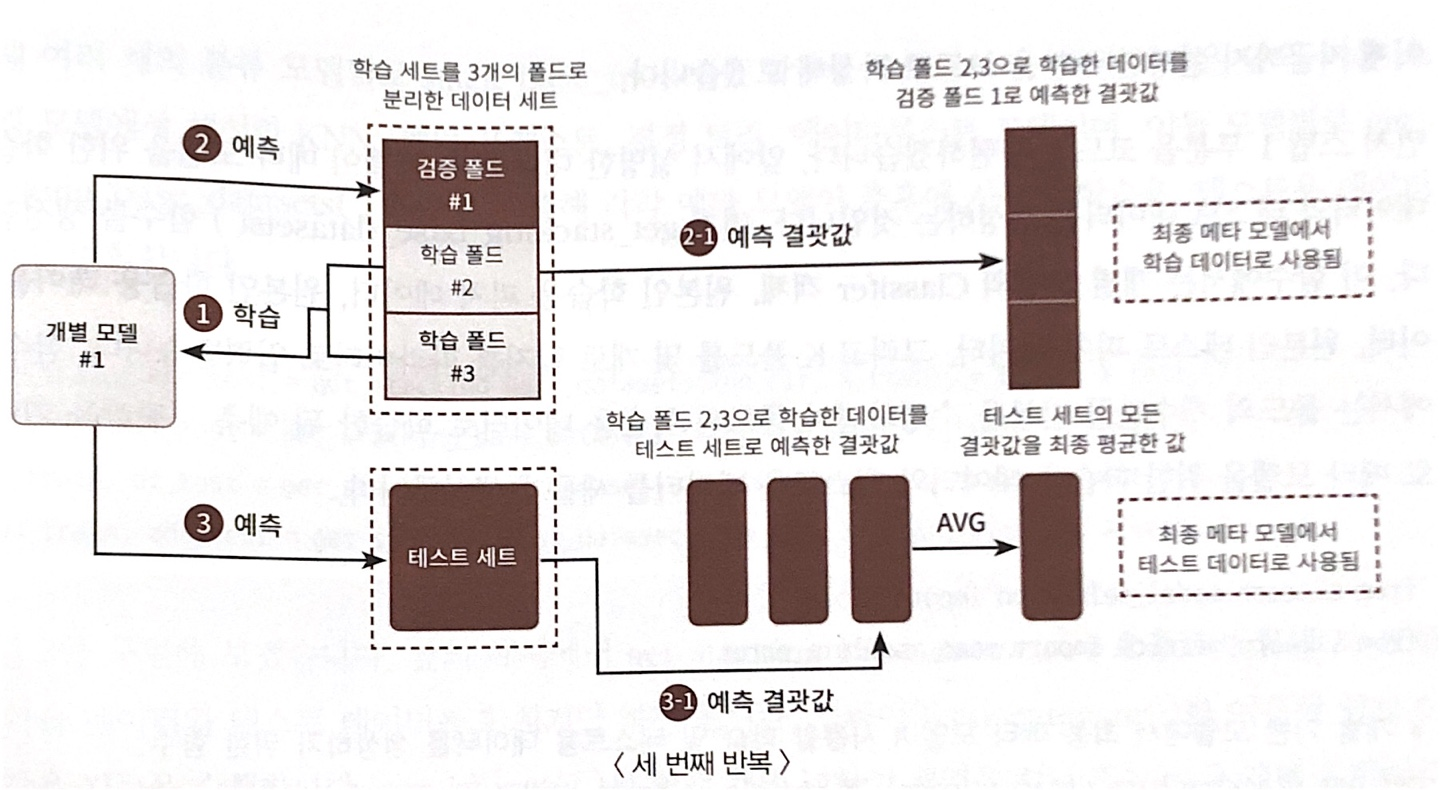 학습 세트를 3개의 폴드로
분리한 데이터 세트
학습 폴드 2,3으로 학습한 데이터를
검증 폴드 1로 예측한 결괏값
2 예측
검증 폴드
#1
학습 폴드
#2
학습 폴드
#3
2-1 예측 결괏값
최종 메타 모델에서
학습 데이터로 사용됨
개별 모델
#1
1 학습
학습 폴드 2,3으로 학습한 데이터를
테스트 세트로 예측한 결괏값
테스트 세트의 모든
결괏값을 최종 평균한 값
3 예측
테스트 세트
AVG
최종 메타 모델에서
테스트 데이터로 사용됨
3-1 예측 결괏값
〈 세 번째 반복 〉